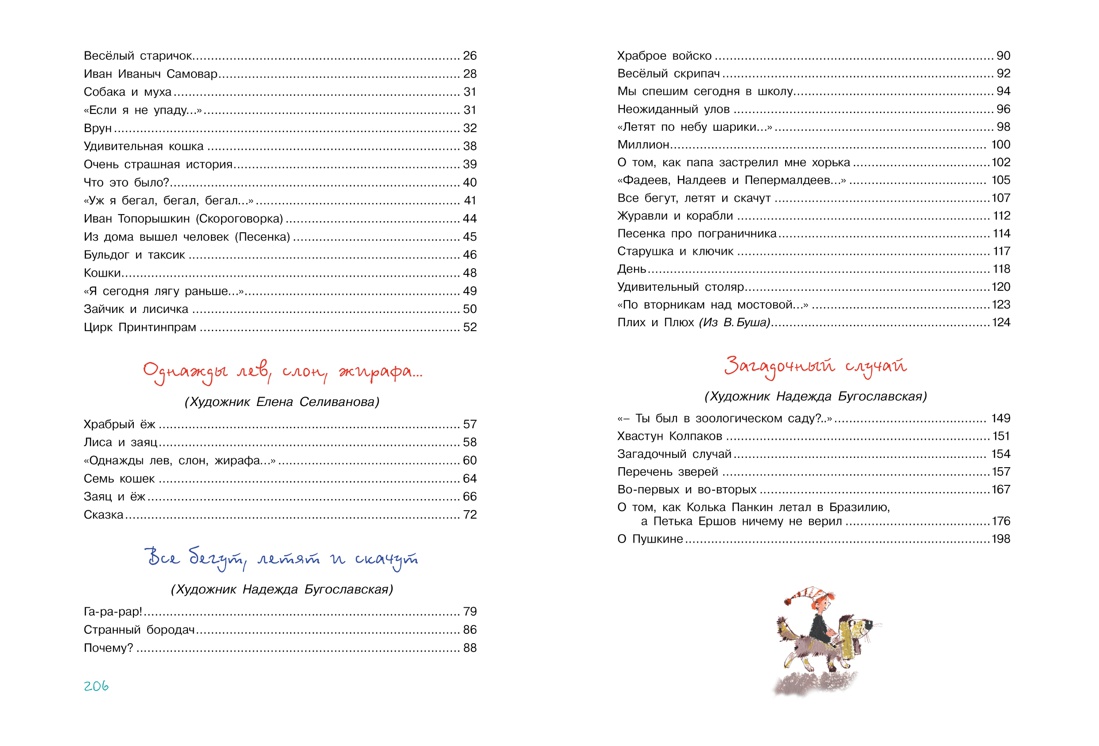 Весёлый старичок........................................................................ 26
Иван Иваныч Самовар................................................................. 28
Собака и муха............................................................................. 31
«Если я не упаду...»..................................................................... 31
Врун............................................................................................ 32
Удивительная кошка .................................................................... 38
Очень страшная история.............................................................. 39
Что это было?.............................................................................. 40
«Уж я бегал, бегал, бегал...»........................................................ 41
Иван Топорышкин (Скороговорка)................................................ 44
Из дома вышел человек (Песенка)............................................... 45
Бульдог и таксик ......................................................................... 46
Кошки.......................................................................................... 48
«Я сегодня лягу раньше...»........................................................... 49
Зайчик и лисичка ........................................................................ 50
Цирк Принтинпрам ...................................................................... 52
Однажды лев, слон, жирафа...
(Художник Елена Селиванова)
Храбрый ёж ................................................................................ 57
Лиса и заяц................................................................................. 58
«Однажды лев, слон, жирафа...».................................................. 60
Семь кошек ................................................................................ 64
Заяц и ёж.................................................................................... 66
Сказка......................................................................................... 72
Все бегут, летят и скачут
(Художник Надежда Бугославская)
Га-ра-рар!.................................................................................... 79
Странный бородач....................................................................... 86
Почему? ...................................................................................... 88
206
Храброе войско ........................................................................... 90
Весёлый скрипач......................................................................... 92
Мы спешим сегодня в школу....................................................... 94
Неожиданный улов ...................................................................... 96
«Летят по небу шарики...»............................................................ 98
Миллион...................................................................................... 100
О том, как папа застрелил мне хорька ......................................102
«Фадеев, Налдеев и Пепермалдеев...» ..................................... 105
Все бегут, летят и скачут ...........................................................107
Журавли и корабли .................................................................... 112
Песенка про пограничника......................................................... 114
Старушка и ключик .................................................................... 117
День............................................................................................ 118
Удивительный столяр..................................................................120
«По вторникам над мостовой...» ................................................123
Плих и Плюх (Из В. Буша)...........................................................124
Загадочный случай
(Художник Надежда Бугославская)
«– Ты был в зоологическом саду?..»......................................... 149
Хвастун Колпаков ...................................................................... 151
Загадочный случай..................................................................... 154
Перечень зверей ........................................................................157
Во-первых и во-вторых ..............................................................167
О том, как Колька Панкин летал в Бразилию,
а Петька Ершов ничему не верил .......................................176
О Пушкине..................................................................................198